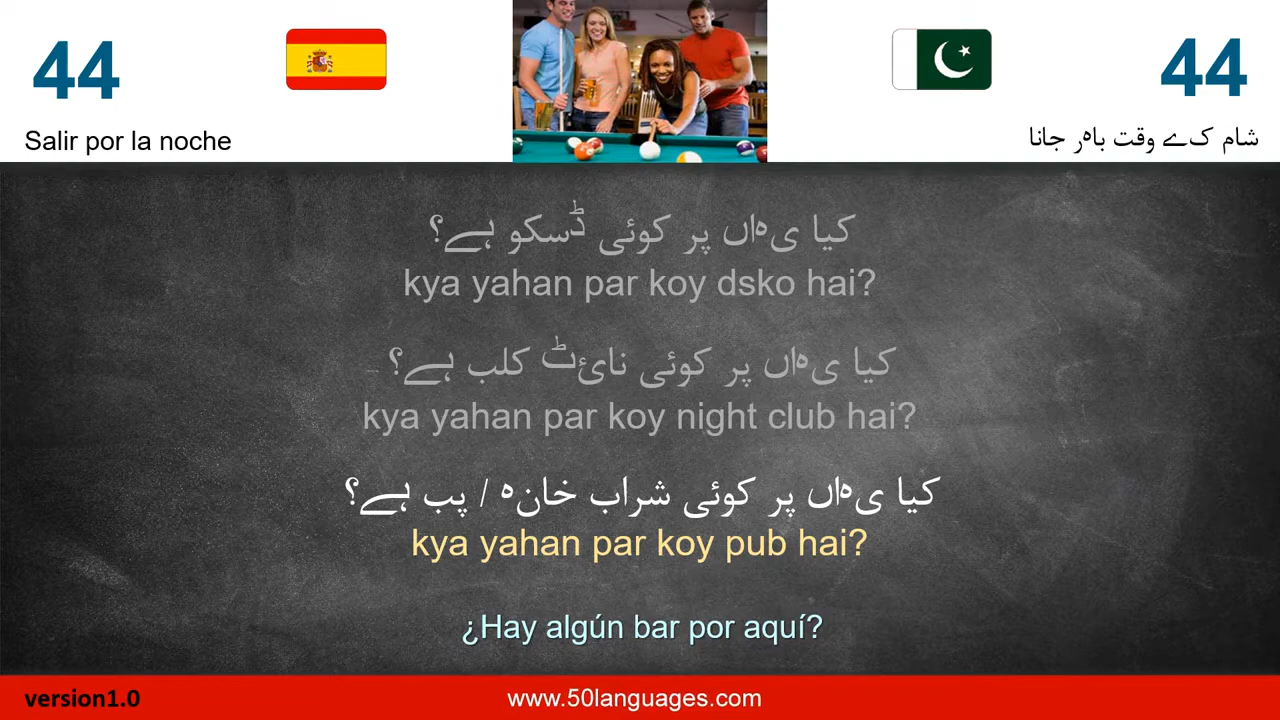 44
44
Salir por la noche
شام کے وقت باہر جانا
کیا یہاں پر کوئی ڈسکو ہے؟
kya yahan par koy dsko hai?
کیا یہاں پر کوئی نائٹ کلب ہے؟
kya yahan par koy night club hai?
کیا یہاں پر کوئی شراب خانہ / پب ہے؟
kya yahan par koy pub hai?
¿Hay algún bar por aquí?
version1.0
www.50languages.com